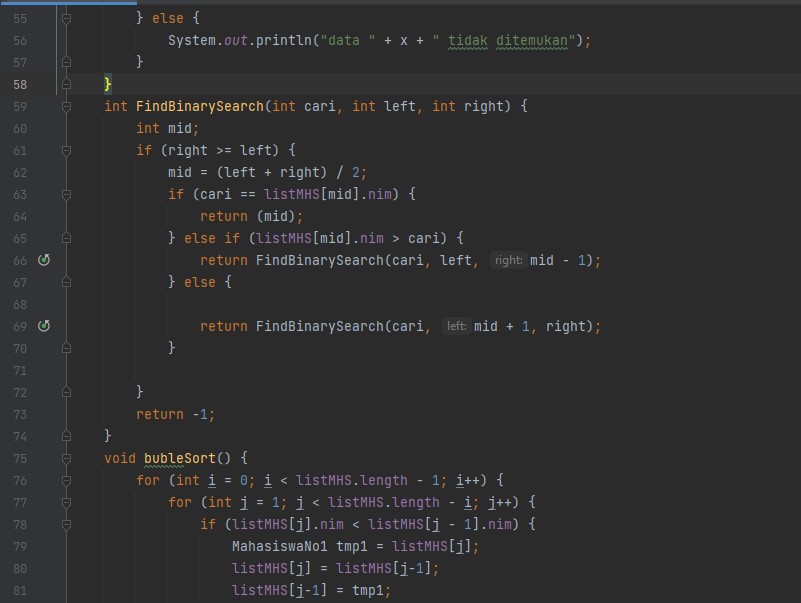 55 } else {
56 System.out.println("data " + x + " tidak ditemukan");
57 }
58 }
59 int FindBinarySearch(int cari, int left, int right) {
60 int mid;
61 if (right >= left) {
62 mid = (left + right) / 2;
63 if (cari == listMHS[mid].nim) {
64 return (mid);
65 } else if (listMHS[mid].nim > cari) {
66 return FindBinarySearch(cari, left, right: mid - 1);
67 } else {
68
69 return FindBinarySearch(cari, left: mid + 1, right);
70 }
71
72 }
73 return -1;
74 }
75 void bubleSort() {
76 for (int i = 0; i < listMHS.length - 1; i++) {
77 for (int j = 1; j < listMHS.length - i; j++) {
78 if (listMHS[j].nim < listMHS[j - 1].nim) {
79 MahasiswaNo1 tmp1 = listMHS[j];
80 listMHS[j] = listMHS[j-1];
81 listMHS[j-1] = tmp1;